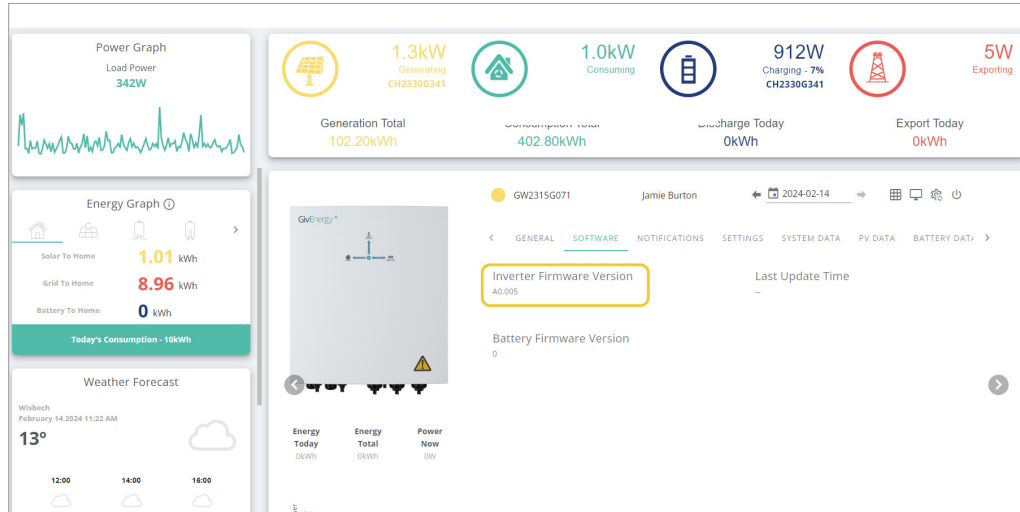 Power Graph
Load Power
342W
1.3kW
Generating
CH2330G341
Generation Total
102.20kWh
1.0kW
Consuming
Consumption Total
402.80kWh
912W
Charging - 7%
CH2330G341
Discharge Today
0kWh
5W
Exporting
Export Today
0kWh
Energy Graph
Solar To Home 1.01 kWh
Grid To Home 8.96 kWh
Battery To Home 0 kWh
Today's Consumption - 10kWh
Weather Forecast
Wisbech
February 14 2024 11:22 AM
13º
12:00 14:00 16:00
GivEnergy
Energy Today
0kWh
Energy Total
0kWh
Power Now
0W
GW2315G071 Jamie Burton 2024-02-14
GENERAL SOFTWARE NOTIFICATIONS SETTINGS SYSTEM DATA PV DATA BATTERY DATA
Inverter Firmware Version
A0.005
Last Update Time
--
Battery Firmware Version
0